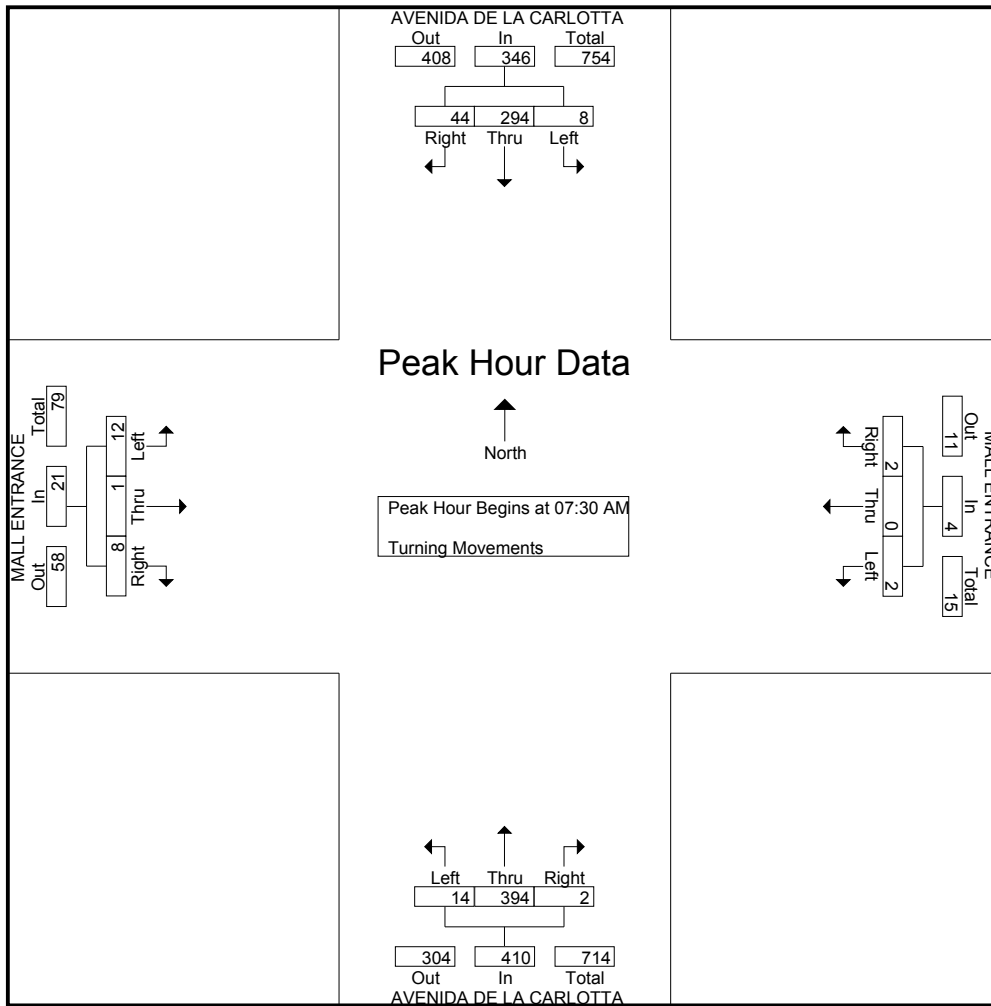 AVENIDA DE LA CARLOTTA
Out In Total
408 346 754
44 294 8
Right Thru Left
Peak Hour Data
North
Peak Hour Begins at 07:30 AM
Turning Movements
MALL ENTRANCE
Out In Total
58 21 79
8 1 12
Right Thru Left
MALL ENTRANCE
Out In Total
11 4 15
Right Thru Left
2 0 2
Left Thru Right
14 394 2
304 410 714
Out In Total
AVENIDA DE LA CARLOTTA